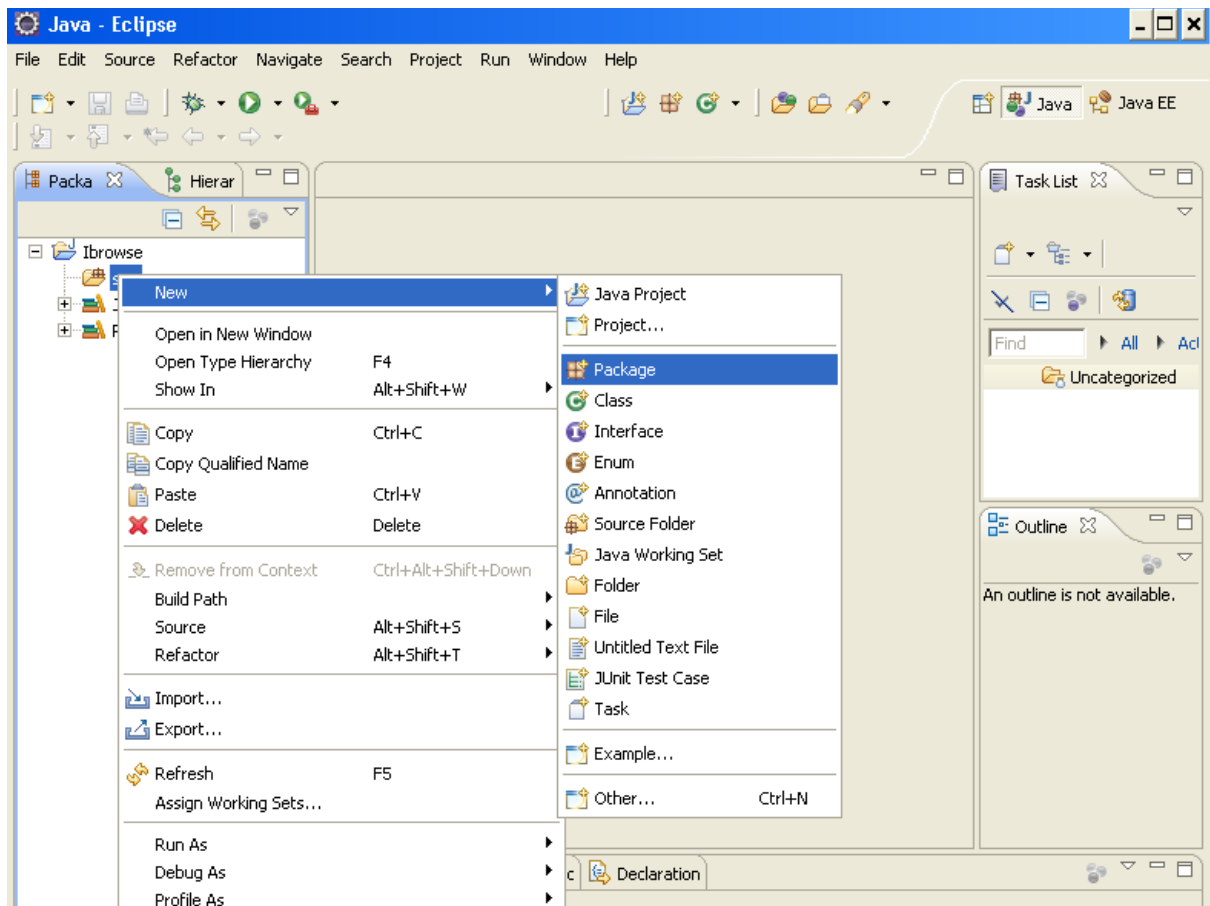 Java - Eclipse
File Edit Source Refactor Navigate Search Project Run Window Help
Java Java EE
Packa Hierar
Task List
Ibrowse
New
Open in New Window
Open Type Hierarchy F4
Show In Alt+Shift+W
Copy Ctrl+C
Copy Qualified Name
Paste Ctrl+V
Delete Delete
Remove from Context Ctrl+Alt+Shift+Down
Build Path
Source Alt+Shift+S
Refactor Alt+Shift+T
Import...
Export...
Refresh F5
Assign Working Sets...
Run As
Debug As
Profile As
Java Project
Project...
Package
Class
Interface
Enum
Annotation
Source Folder
Java Working Set
Folder
File
Untitled Text File
JUnit Test Case
Task
Example...
Other... Ctrl+N
Find All Act
Uncategorized
Outline
An outline is not available.
c Declaration